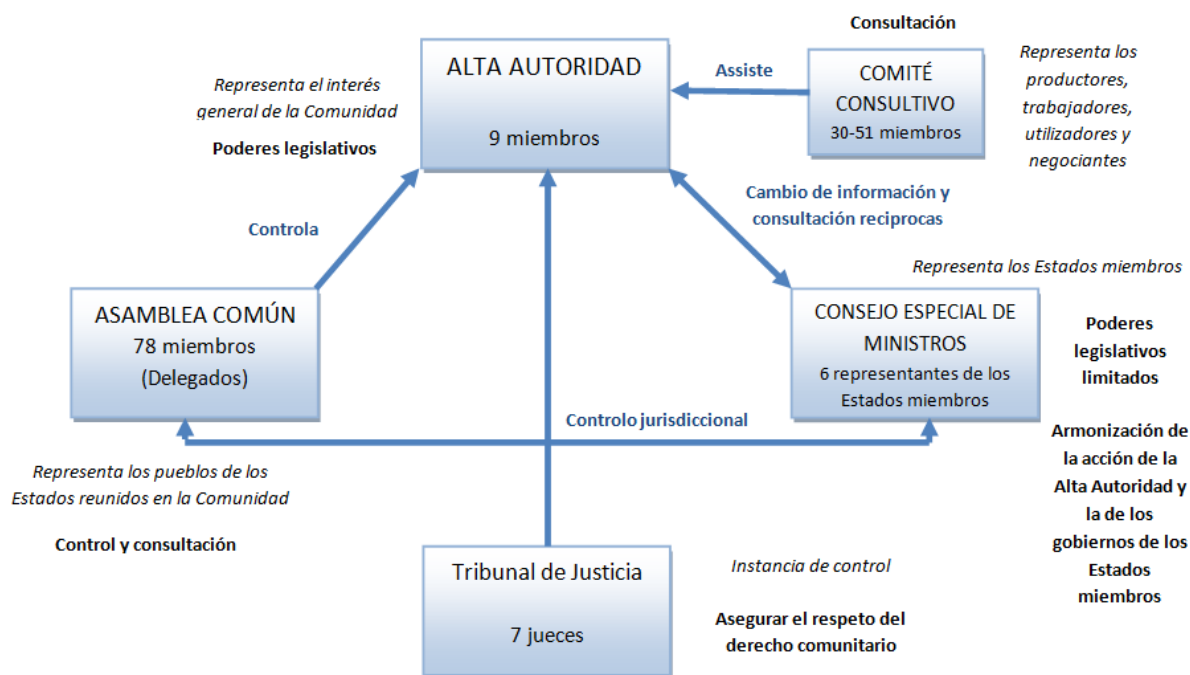 Consultación
ALTA AUTORIDAD
9 miembros
Representa el interés
general de la Comunidad
Poderes legislativos
Assiste
COMITÉ
CONSULTIVO
30-51 miembros
Representa los
productores,
trabajadores,
utilizadores y
negociantes
Controla
Cambio de información y
consultación reciprocas
Representa los Estados miembros
ASAMBLEA COMÚN
78 miembros
(Delegados)
CONSEJO ESPECIAL DE
MINISTROS
6 representantes de los
Estados miembros
Poderes
legislativos
limitados
Controlo jurisdiccional
Armonización de
la acción de la
Alta Autoridad y
la de los
gobiernos de los
Estados
miembros
Representa los pueblos de los
Estados reunidos en la Comunidad
Control y consultación
Tribunal de Justicia
7 jueces
Instancia de control
Asegurar el respeto del
derecho comunitario